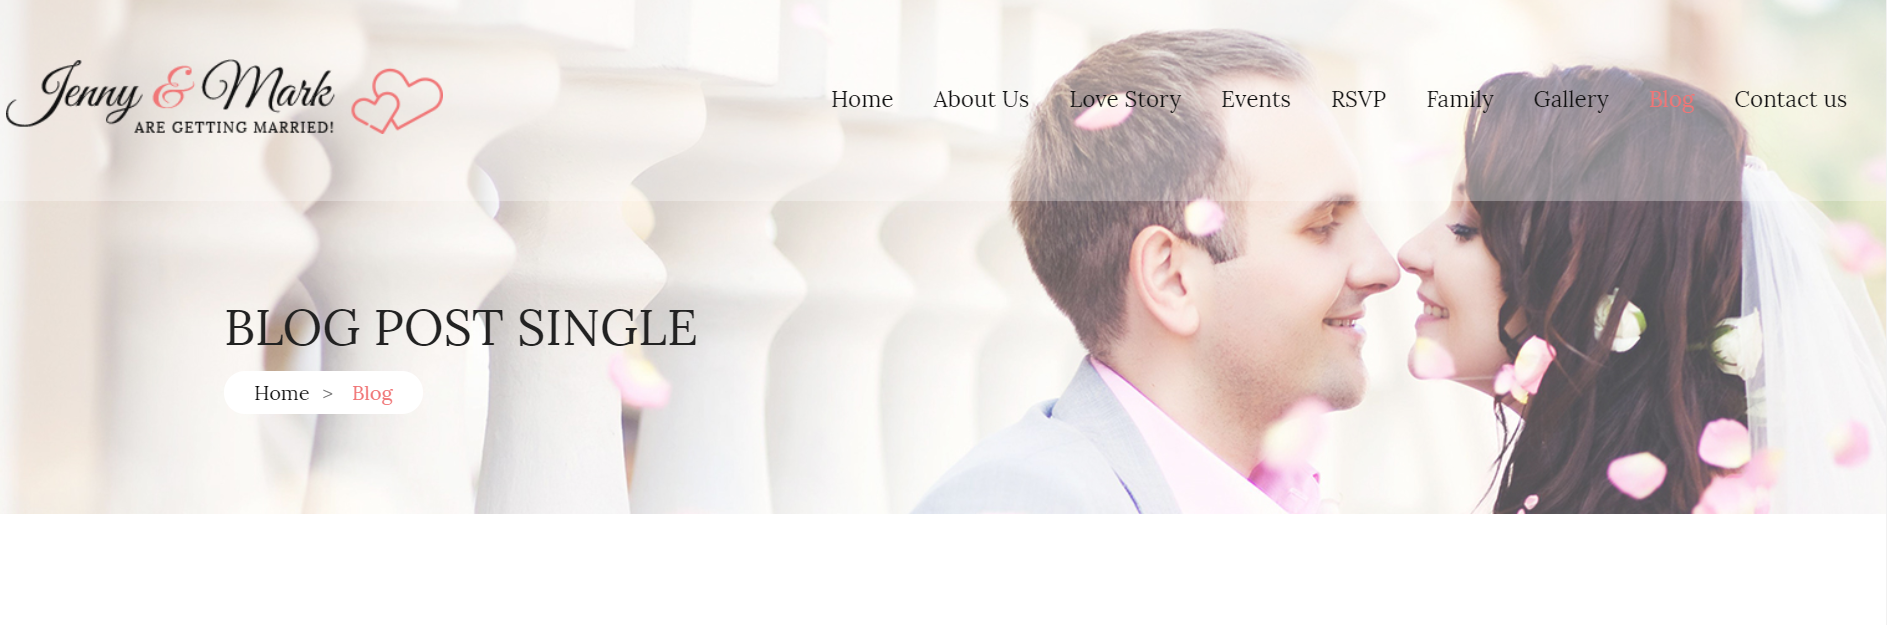 Jenny & Mark
ARE GETTING MARRIED!
Home About Us Love Story Events RSVP Family Gallery Blog Contact us
BLOG POST SINGLE
Home > Blog